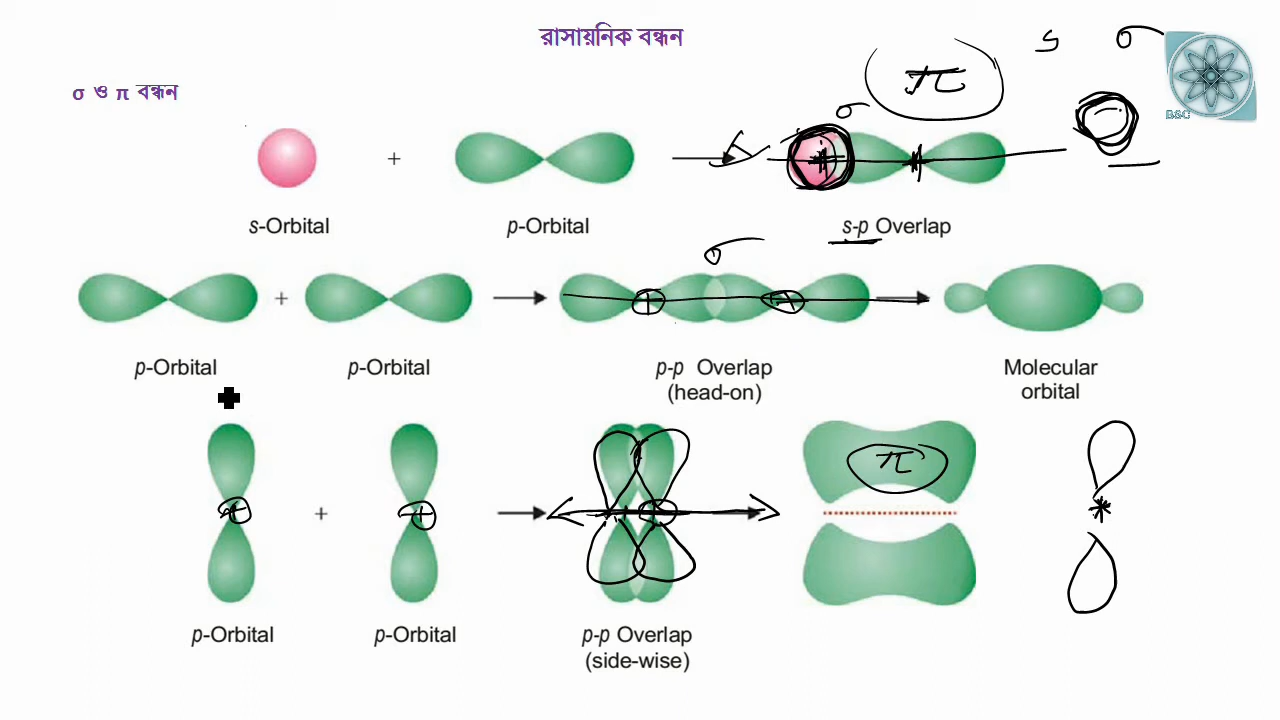 রাসায়নিক বন্ধন
s σ
π
σ ও π বন্ধন
σ
BSC
+
s-Orbital p-Orbital s-p Overlap
σ
+
p-Orbital p-Orbital p-p Overlap (head-on) Molecular orbital
π
+
p-Orbital p-Orbital p-p Overlap (side-wise)